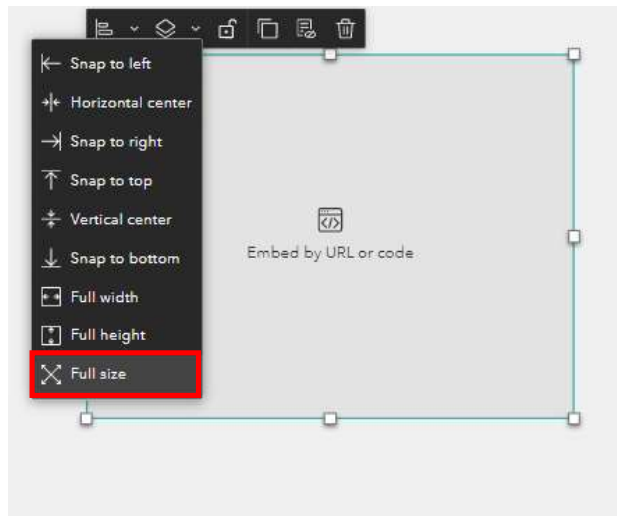 Snap to left
Horizontal center
Snap to right
Snap to top
Vertical center
Snap to bottom
Full width
Full height
Full size
Embed by URL or code